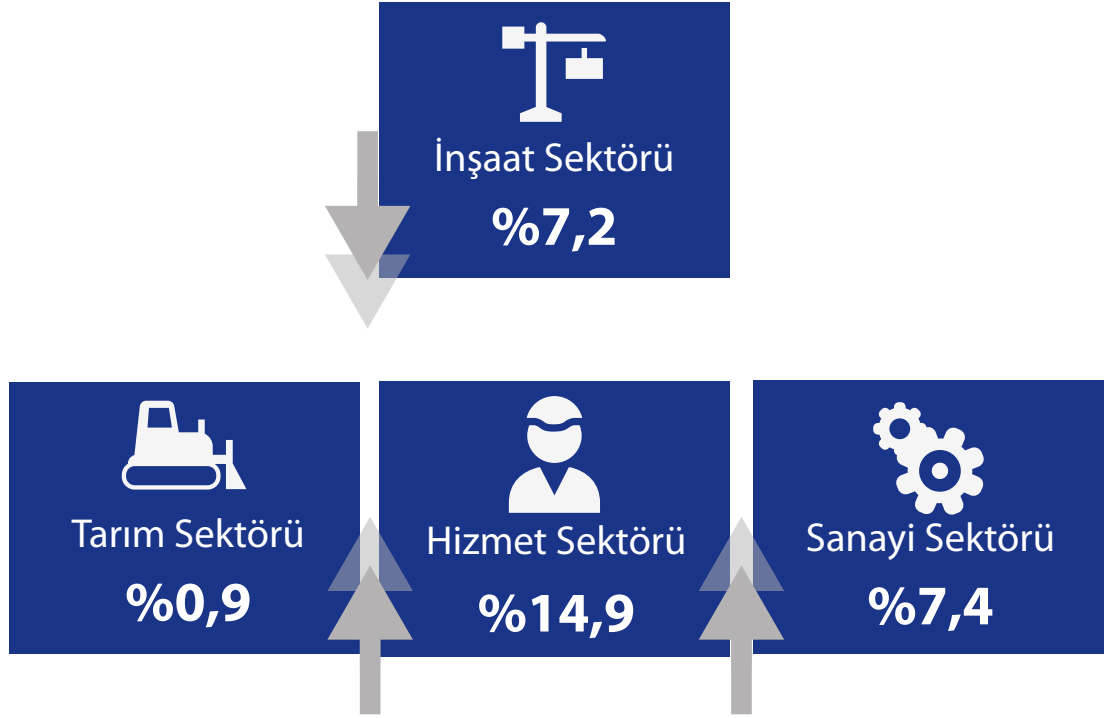 İnşaat Sektörü
%7,2
Tarım Sektörü
%0,9
Hizmet Sektörü
%14,9
Sanayi Sektörü
%7,4